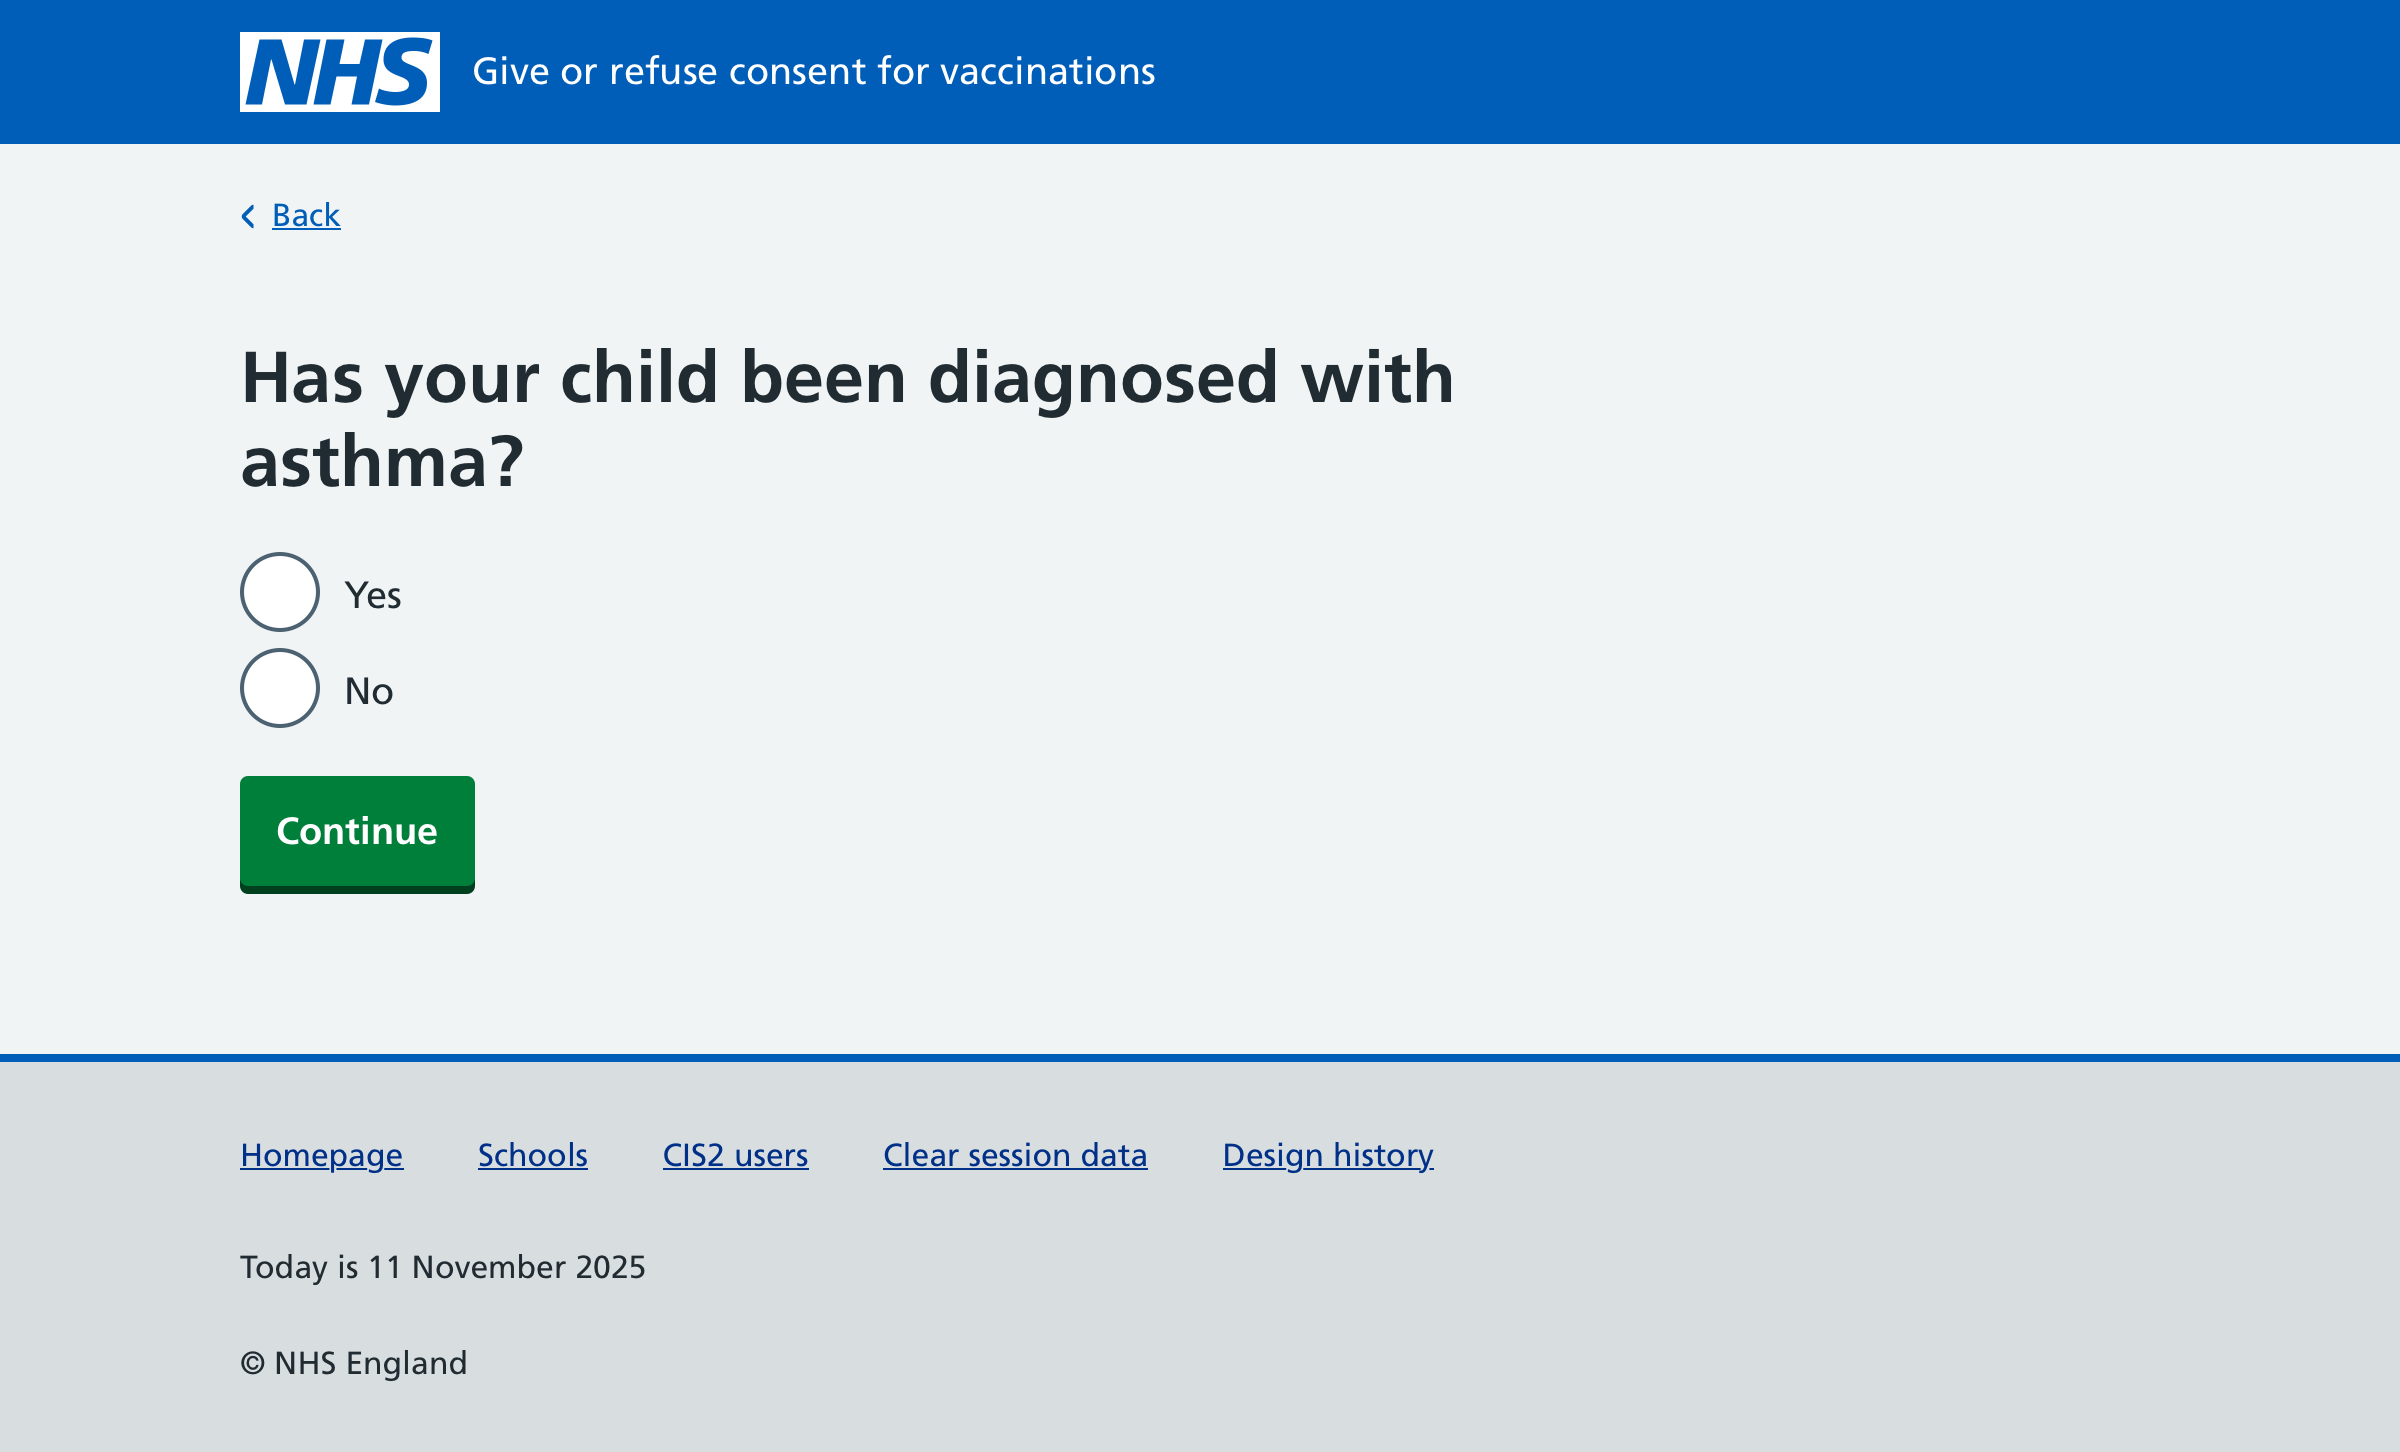 NHS Give or refuse consent for vaccinations
Back
Has your child been diagnosed with
asthma?
Yes
No
Continue
Homepage Schools CIS2 users Clear session data Design history
Today is 11 November 2025
© NHS England